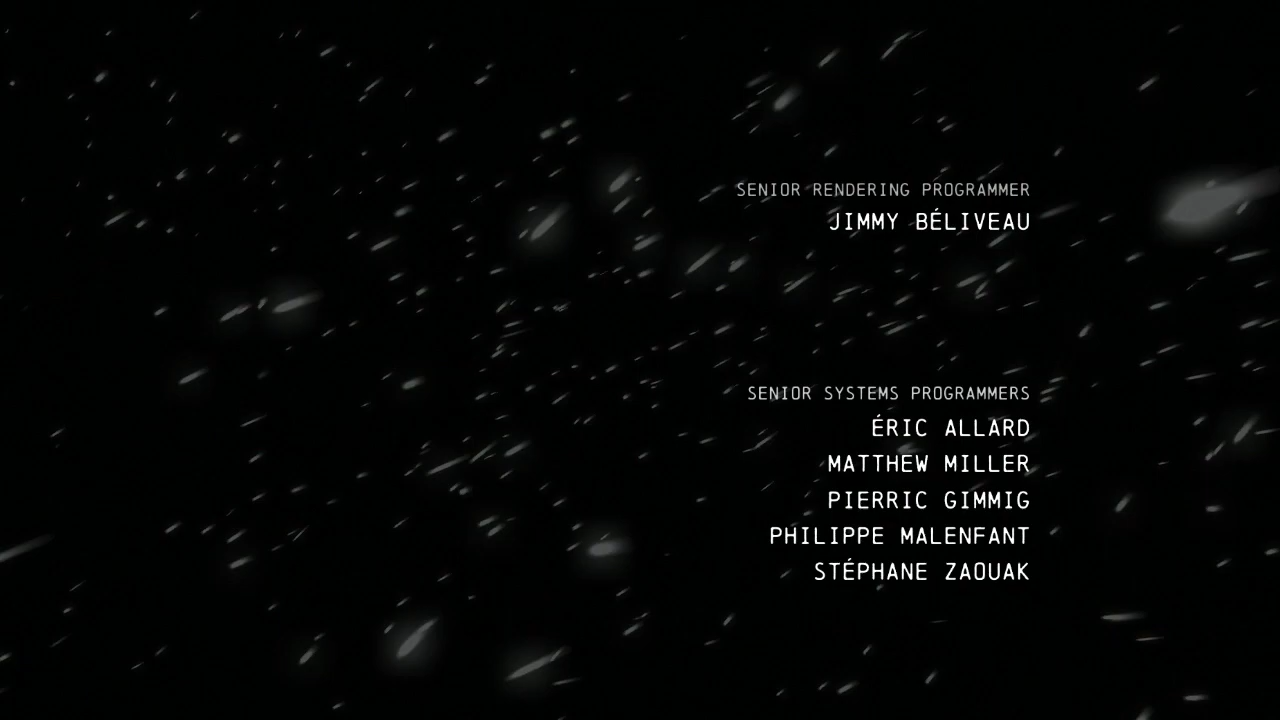 SENIOR RENDERING PROGRAMMER
JIMMY BÉLIVEAU
SENIOR SYSTEMS PROGRAMMERS
ÉRIC ALLARD
MATTHEW MILLER
PIERRIC GIMMIG
PHILIPPE MALENFANT
STÉPHANE ZAOUAK